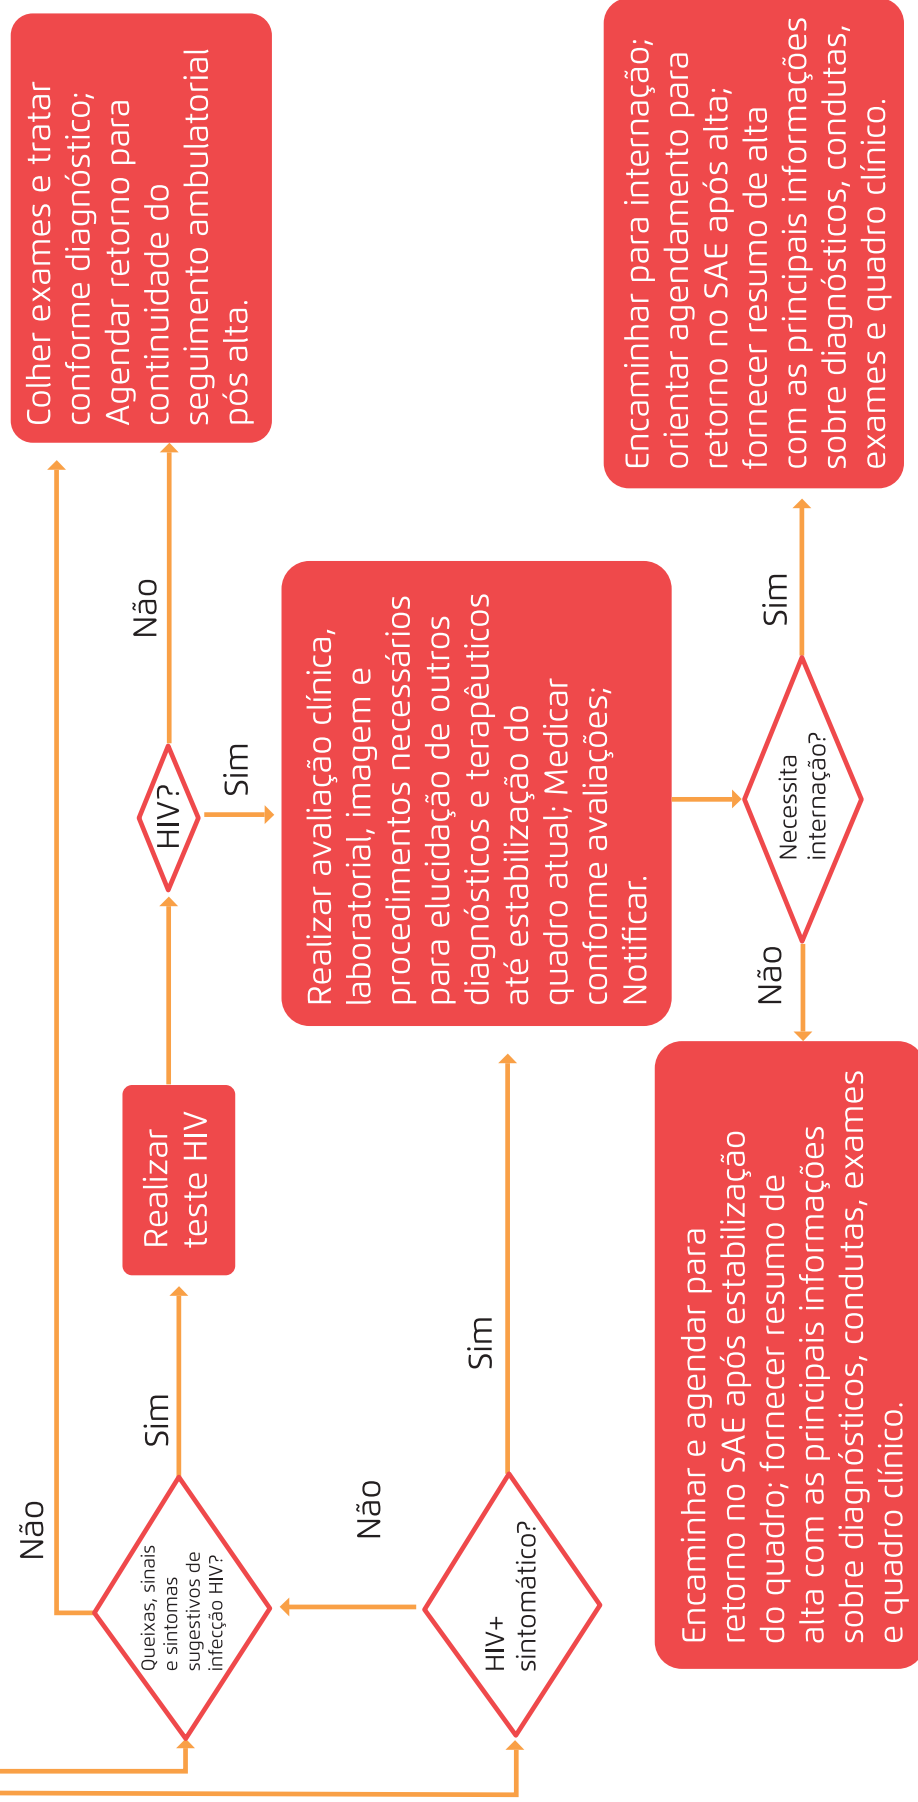 Não
Queixas, sinais
e sintomas
sugestivos de
infecção HIV?
Sim
Realizar
teste HIV
HIV?
Não
Colher exames e tratar
conforme diagnóstico;
Agendar retorno para
continuidade do
seguimento ambulatorial
pós alta.
Sim
Não
HIV+
sintomático?
Sim
Realizar avaliação clínica,
laboratorial, imagem e
procedimentos necessários
para elucidação de outros
diagnósticos e terapêuticos
até estabilização do
quadro atual; Medicar
conforme avaliações;
Notificar.
Necessita
internação?
Não
Encaminhar e agendar para
retorno no SAE após estabilização
do quadro; fornecer resumo de
alta com as principais informações
sobre diagnósticos, condutas, exames
e quadro clínico.
Sim
Encaminhar para internação;
orientar agendamento para
retorno no SAE após alta;
fornecer resumo de alta
com as principais informações
sobre diagnósticos, condutas,
exames e quadro clínico.